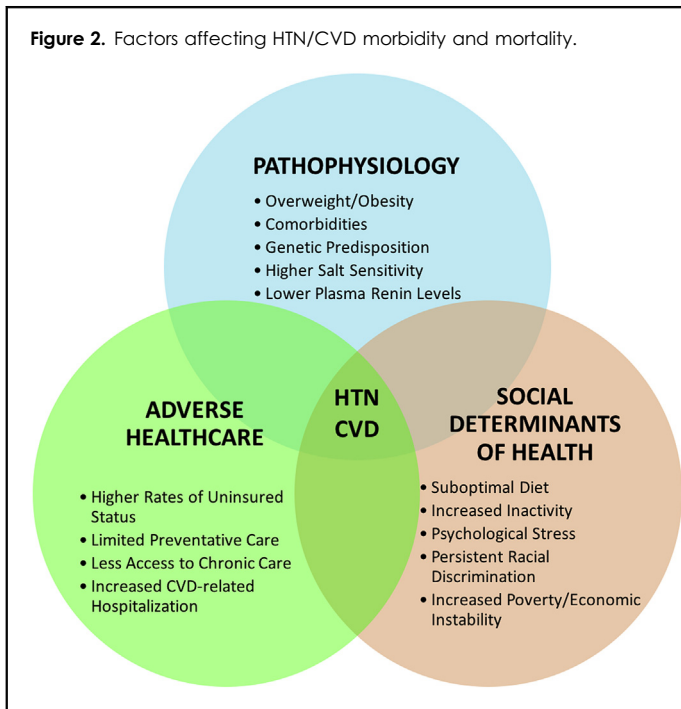 Figure 2. Factors affecting HTN/CVD morbidity and mortality.
PATHOPHYSIOLOGY
• Overweight/Obesity
• Comorbidities
• Genetic Predisposition
• Higher Salt Sensitivity
• Lower Plasma Renin Levels
ADVERSE
HEALTHCARE
• Higher Rates of Uninsured
Status
• Limited Preventative Care
• Less Access to Chronic Care
• Increased CVD-related
Hospitalization
HTN
CVD
SOCIAL
DETERMINANTS
OF HEALTH
• Suboptimal Diet
• Increased Inactivity
• Psychological Stress
• Persistent Racial
Discrimination
• Increased Poverty/Economic
Instability